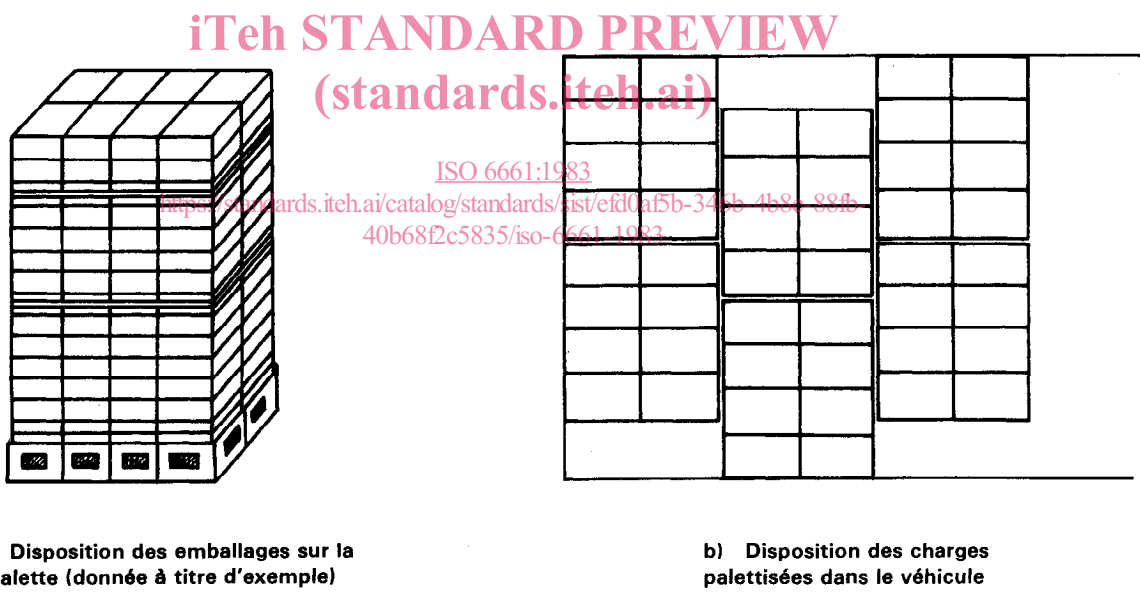 iTeh STANDARD PREVIEW
(standards.iteh.ai)
ISO 6661:1983
https://standards.iteh.ai/catalog/standards/sist/efd0af5b-346b-4b8e-88fb-
40b68f2c5835/iso-6661-1983
Disposition des emballages sur la
alette (donnée à titre d'exemple)
b) Disposition des charges
palettisées dans le véhicule